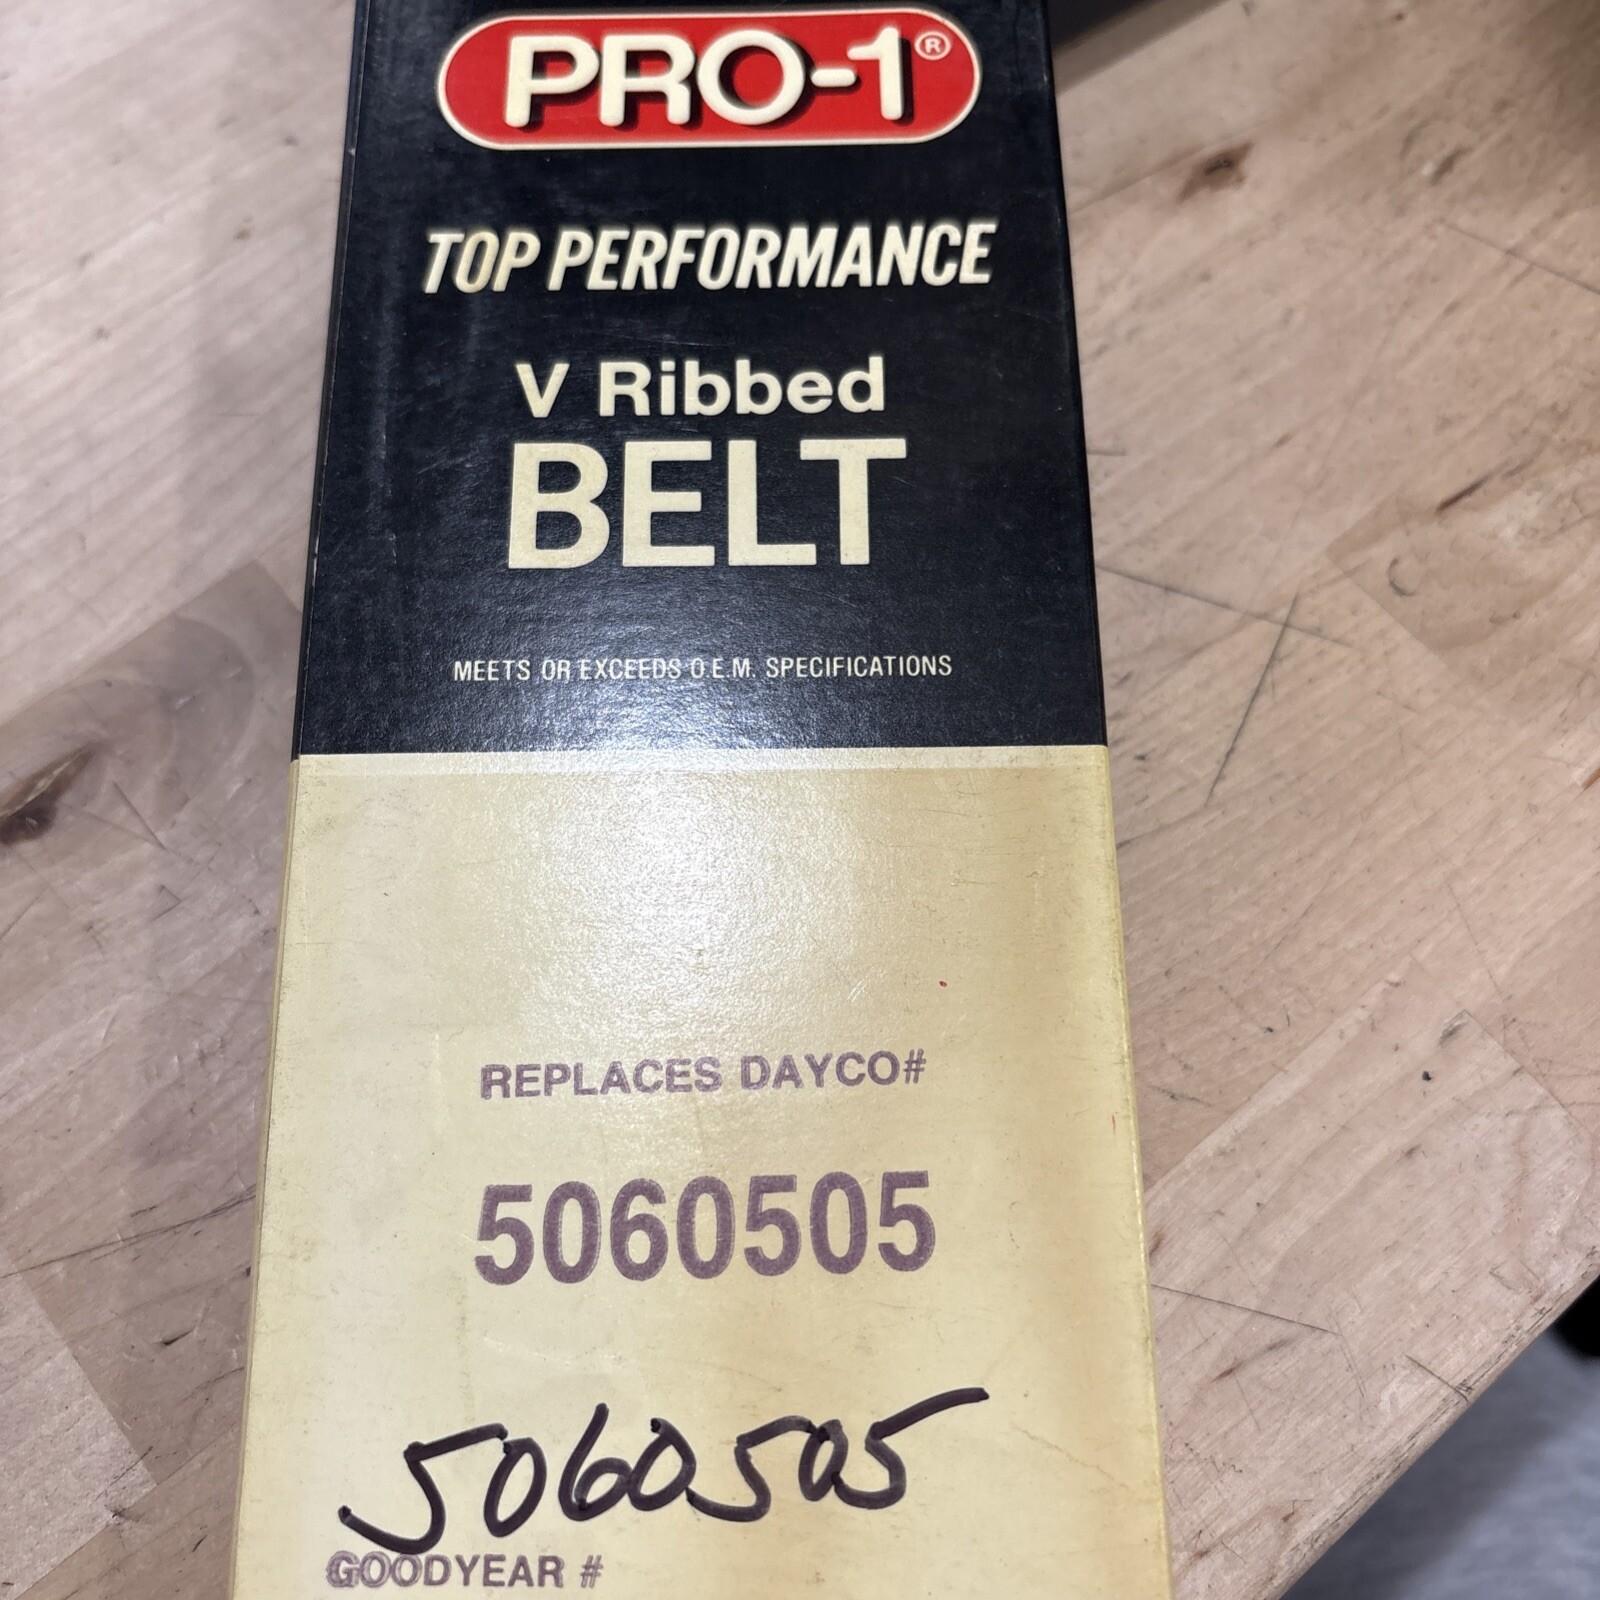 PRO-1®
TOP PERFORMANCE
V Ribbed
BELT
MEETS OR EXCEEDS O.E.M. SPECIFICATIONS
REPLACES DAYCO#
5060505
5060505
GOODYEAR #